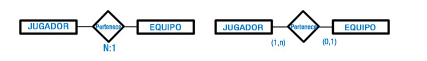 JUGADOR Pertenece EQUIPO
N:1
JUGADOR Pertenece EQUIPO
(1,n) (0,1)